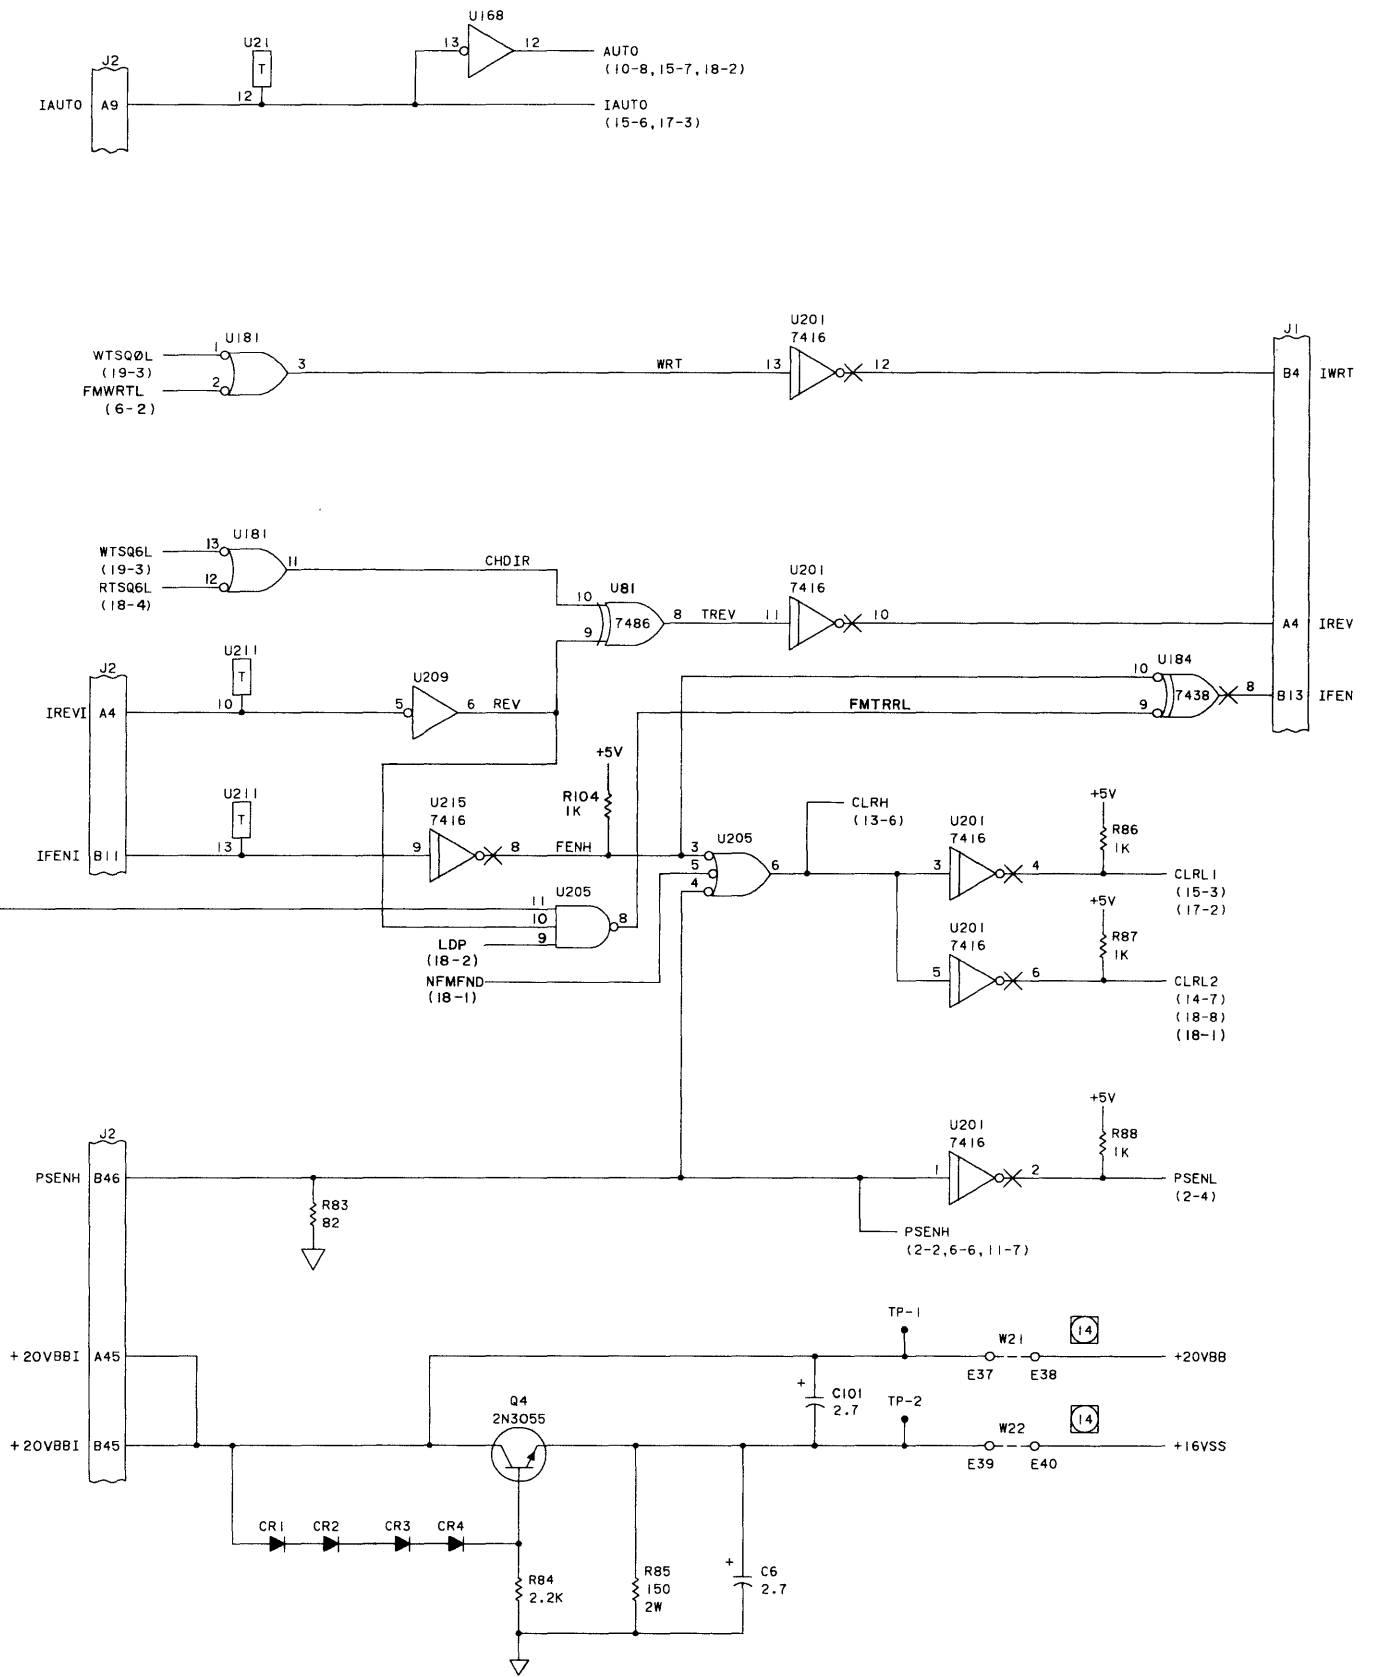 U168
13 12 AUTO
(10-8,15-7,18-2)
U21
T
12
J2
IAUTO A9
IAUTO
(15-6,17-3)
U181
WTSQØL 1
(19-3)
FMWRTL 2
(6-2)
3
WRT
U201
7416
13 12
J1
B4 IWRT
U181
WTSQ6L 13
(19-3)
RTSQ6L 12
(18-4)
11
CHDIR
U81
10
9
7486
8 TREV
U201
7416
11 10
A4 IREV
U211
T
J2
IREVI A4
10
U209
5 6 REV
U184
10
9
7438
8
B13 IFEN
FMTRRL
+5V
R104
1K
U211
T
IFENI B11
13
U215
7416
9 8 FENH
U205
3
5
4
6
CLRH
(13-6)
U201
7416
3 4
+5V
R86
1K
CLRL1
(15-3)
(17-2)
U205
11
10
9
8
LDP
(18-2)
NFMFND
(18-1)
U201
7416
5 6
+5V
R87
1K
CLRL2
(14-7)
(18-8)
(18-1)
J2
PSENH B46
R83
82
U201
7416
1 2
+5V
R88
1K
PSENL
(2-4)
PSENH
(2-2,6-6,11-7)
+20VBBI A45
TP-1
W21
E37 E38
14
+20VBB
C101
2.7
+
+20VBBI B45
Q4
2N3055
TP-2
W22
E39 E40
14
+16VSS
CR1 CR2 CR3 CR4
R84
2.2K
R85
150
2W
+
C6
2.7